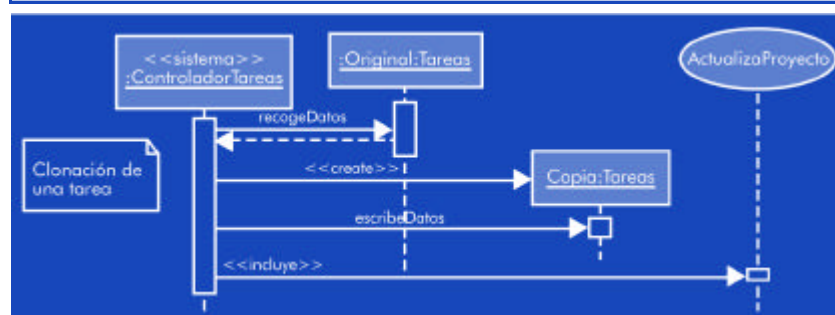 <<sistema>>
:ControladorTareas
:Original:Tareas
ActualizaProyecto
recogeDatos
Clonación de
una tarea
<<create>>
Copia:Tareas
escribeDatos
<<incluye>>